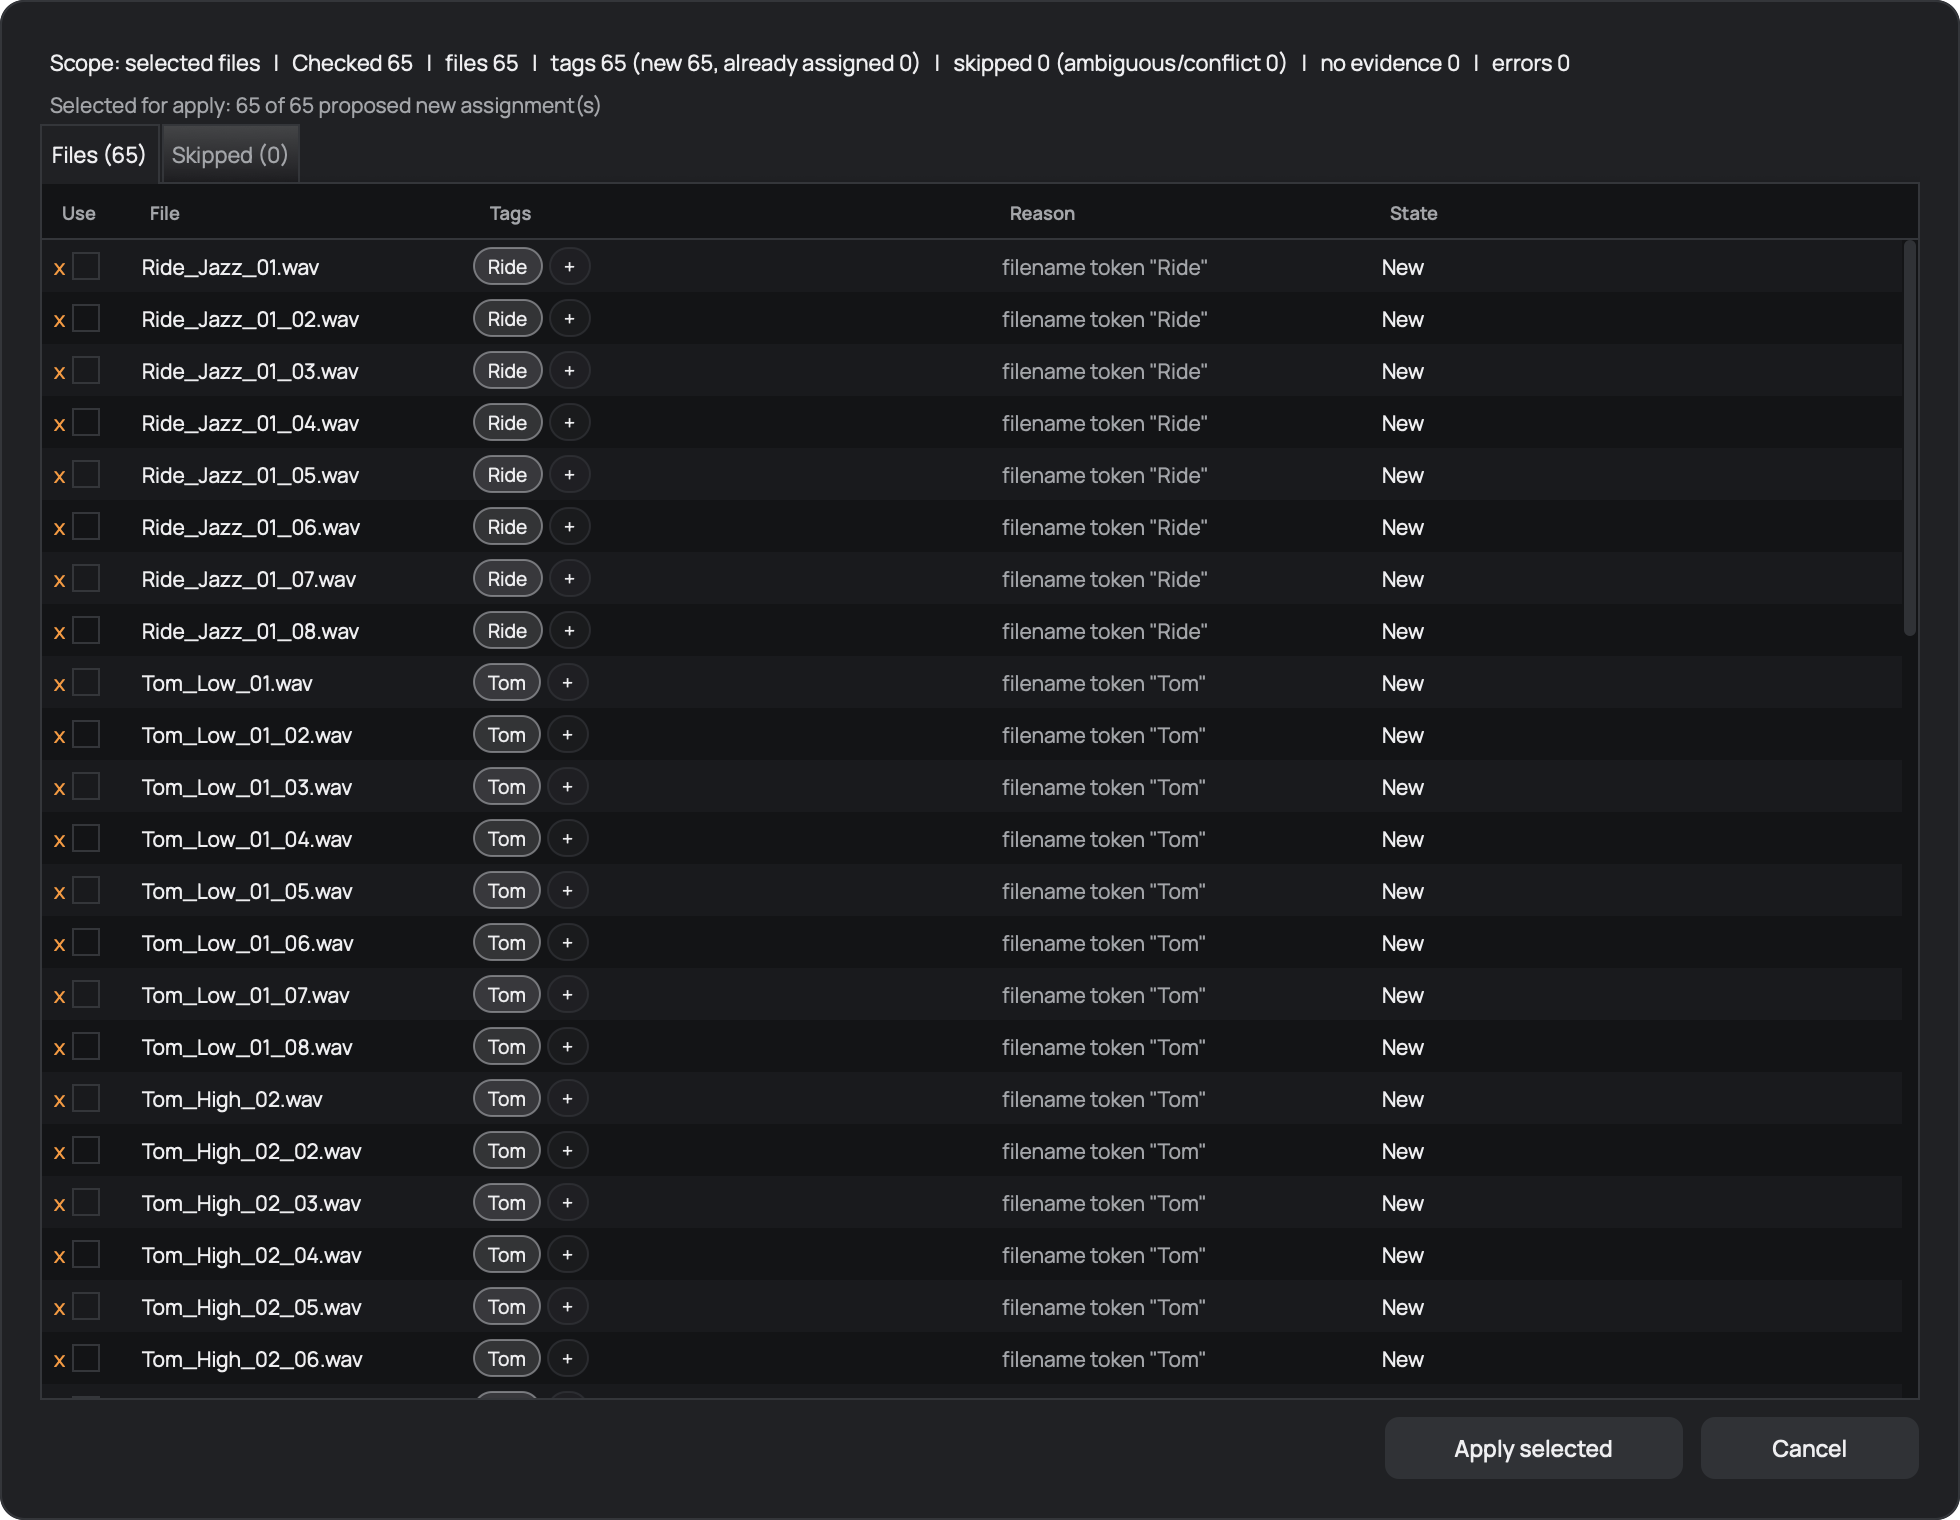 Scope: selected files | Checked 65 | files 65 | tags 65 (new 65, already assigned 0) | skipped 0 (ambiguous/conflict 0) | no evidence 0 | errors 0
Selected for apply: 65 of 65 proposed new assignment(s)
Files (65) Skipped (0)
Use File Tags Reason State
x Ride_Jazz_01.wav Ride + filename token "Ride" New
x Ride_Jazz_01_02.wav Ride + filename token "Ride" New
x Ride_Jazz_01_03.wav Ride + filename token "Ride" New
x Ride_Jazz_01_04.wav Ride + filename token "Ride" New
x Ride_Jazz_01_05.wav Ride + filename token "Ride" New
x Ride_Jazz_01_06.wav Ride + filename token "Ride" New
x Ride_Jazz_01_07.wav Ride + filename token "Ride" New
x Ride_Jazz_01_08.wav Ride + filename token "Ride" New
x Tom_Low_01.wav Tom + filename token "Tom" New
x Tom_Low_01_02.wav Tom + filename token "Tom" New
x Tom_Low_01_03.wav Tom + filename token "Tom" New
x Tom_Low_01_04.wav Tom + filename token "Tom" New
x Tom_Low_01_05.wav Tom + filename token "Tom" New
x Tom_Low_01_06.wav Tom + filename token "Tom" New
x Tom_Low_01_07.wav Tom + filename token "Tom" New
x Tom_Low_01_08.wav Tom + filename token "Tom" New
x Tom_High_02.wav Tom + filename token "Tom" New
x Tom_High_02_02.wav Tom + filename token "Tom" New
x Tom_High_02_03.wav Tom + filename token "Tom" New
x Tom_High_02_04.wav Tom + filename token "Tom" New
x Tom_High_02_05.wav Tom + filename token "Tom" New
x Tom_High_02_06.wav Tom + filename token "Tom" New
Apply selected Cancel